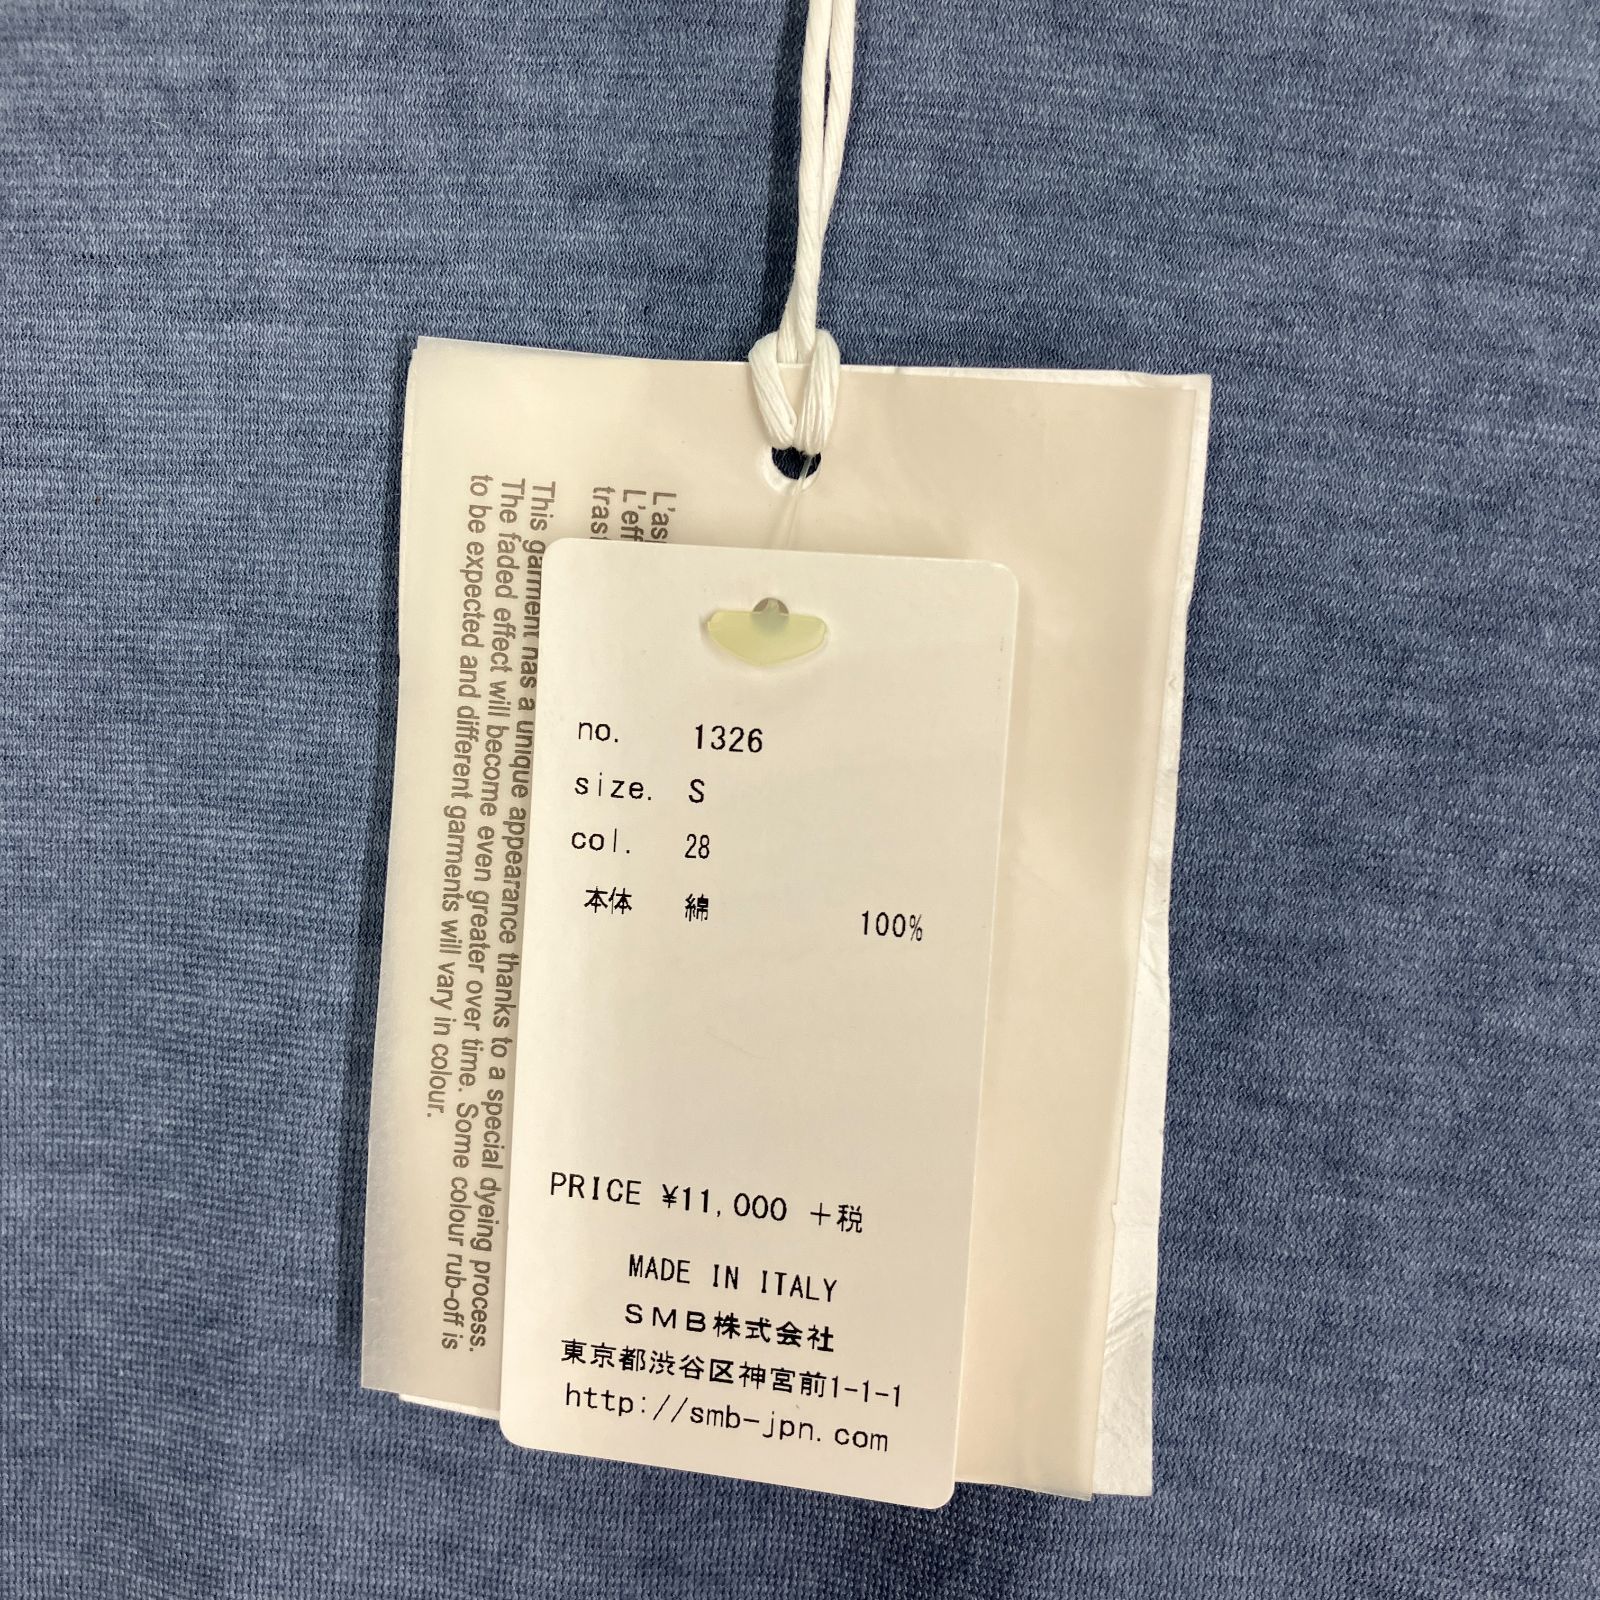 L'as
L'eff
tras
This garment has a unique appearance thanks to a special dyeing process.
The faded effect will become even greater over time. Some colour rub-off is
to be expected and different garments will vary in colour.
no. 1326
size. S
col. 28
本体 綿 100%
PRICE ¥11,000 +税
MADE IN ITALY
SMB株式会社
東京都渋谷区神宮前1-1-1
http://smb-jpn.com